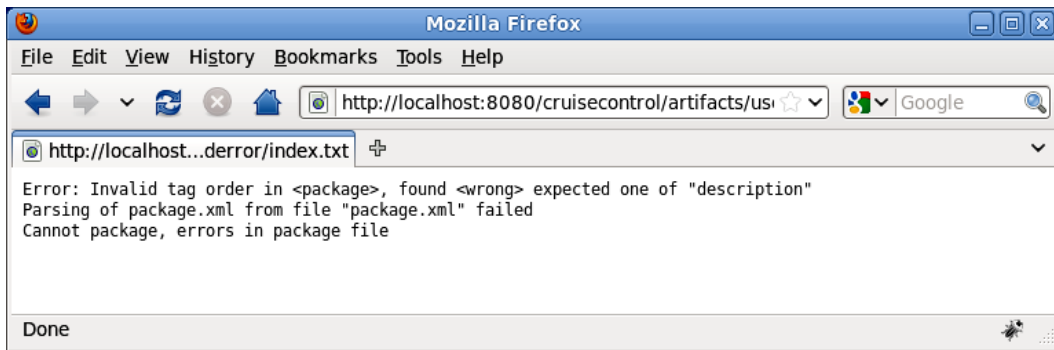 Mozilla Firefox
File Edit View History Bookmarks Tools Help
http://localhost:8080/cruisecontrol/artifacts/us Google
http://localhost...derror/index.txt
Error: Invalid tag order in <package>, found <wrong> expected one of "description"
Parsing of package.xml from file "package.xml" failed
Cannot package, errors in package file
Done